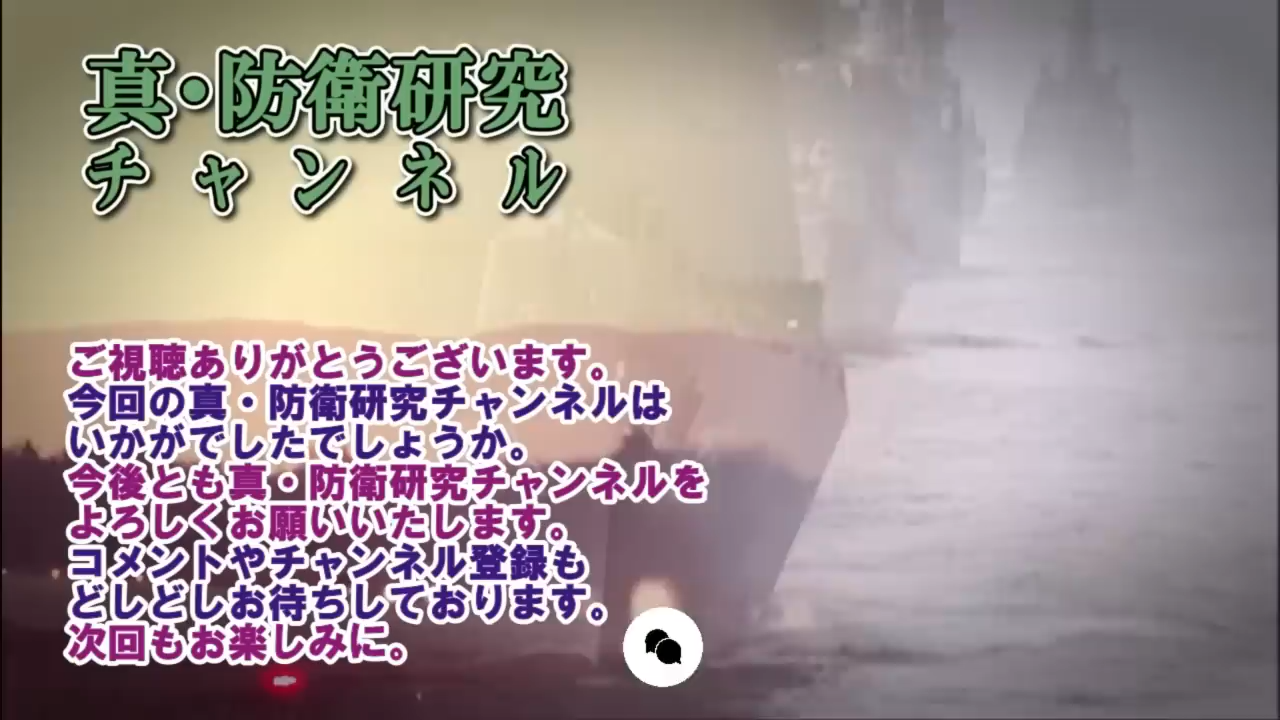 真・防衛研究
チャンネル
ご視聴ありがとうございます。
今回の真・防衛研究チャンネルは
いかがでしたでしょうか。
今後とも真・防衛研究チャンネルを
よろしくお願いいたします。
コメントやチャンネル登録も
どしどしお待ちしております。
次回もお楽しみに。